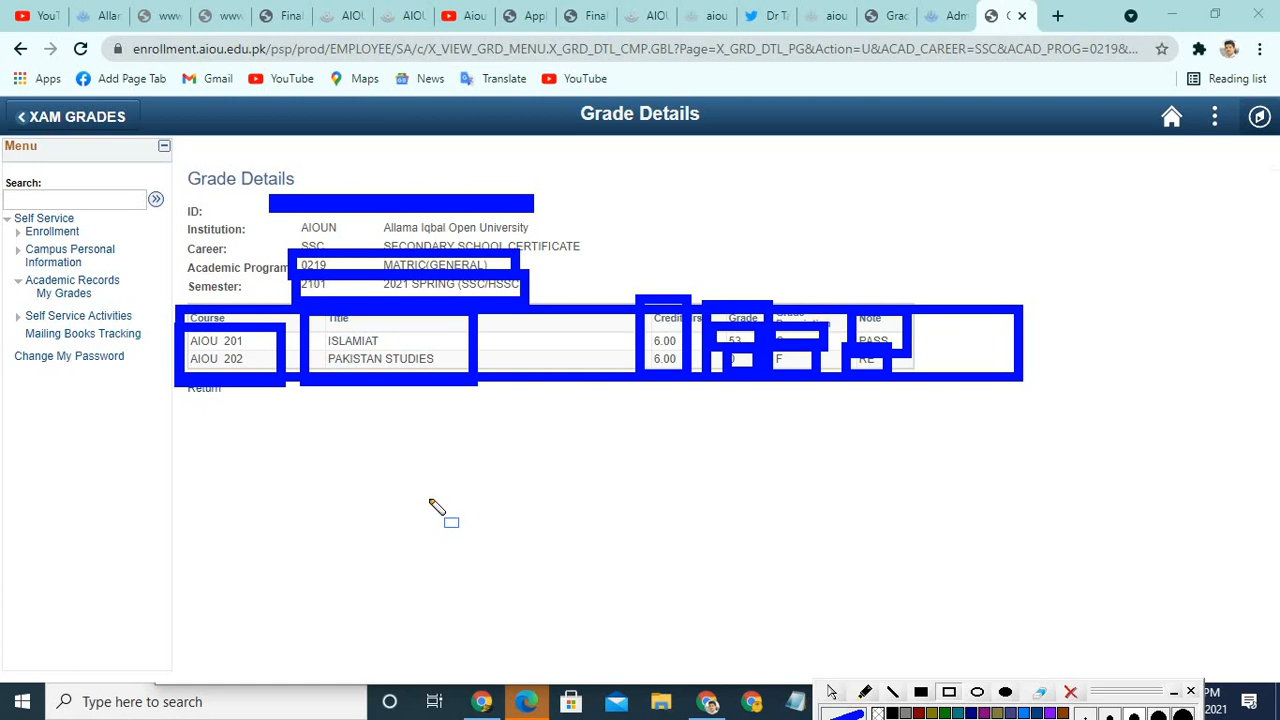 YouT
Allar
www
www
Final
AIOU
AIOU
Aiou
Appl
Final
AIOU
aiou
Dr T
aiou
Grac
Adm
enrollment.aiou.edu.pk/psp/prod/EMPLOYEE/SA/c/X_VIEW_GRD_MENU.X_GRD_DTL_CMP.GBL?Page=X_GRD_DTL_PG&Action=U&ACAD_CAREER=SSC&ACAD_PROG=0219&...
Apps Add Page Tab Gmail YouTube Maps News Translate YouTube Reading list
XAM GRADES Grade Details
Menu
Search:
Self Service
Enrollment
Campus Personal
Information
Academic Records
My Grades
Self Service Activities
Mailing Books Tracking
Change My Password
Grade Details
ID:
Institution: AIOUN Allama Iqbal Open University
Career: SSC SECONDARY SCHOOL CERTIFICATE
Academic Program 0219 MATRIC(GENERAL)
Semester: 2101 2021 SPRING (SSC/HSSC
Course Title Credit Grade Note
AIOU 201 ISLAMIAT 6.00 53 PASS
AIOU 202 PAKISTAN STUDIES 6.00 F RE
Return
Type here to search
PM
2021